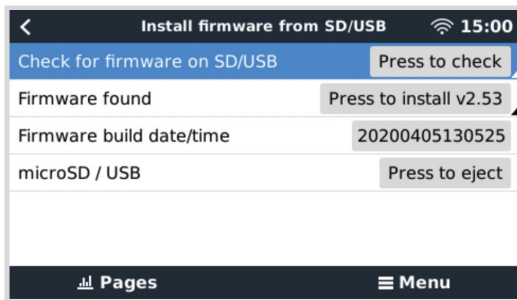 Install firmware from SD/USB 15:00
Check for firmware on SD/USB Press to check
Firmware found Press to install v2.53
Firmware build date/time 20200405130525
microSD / USB Press to eject
Pages Menu